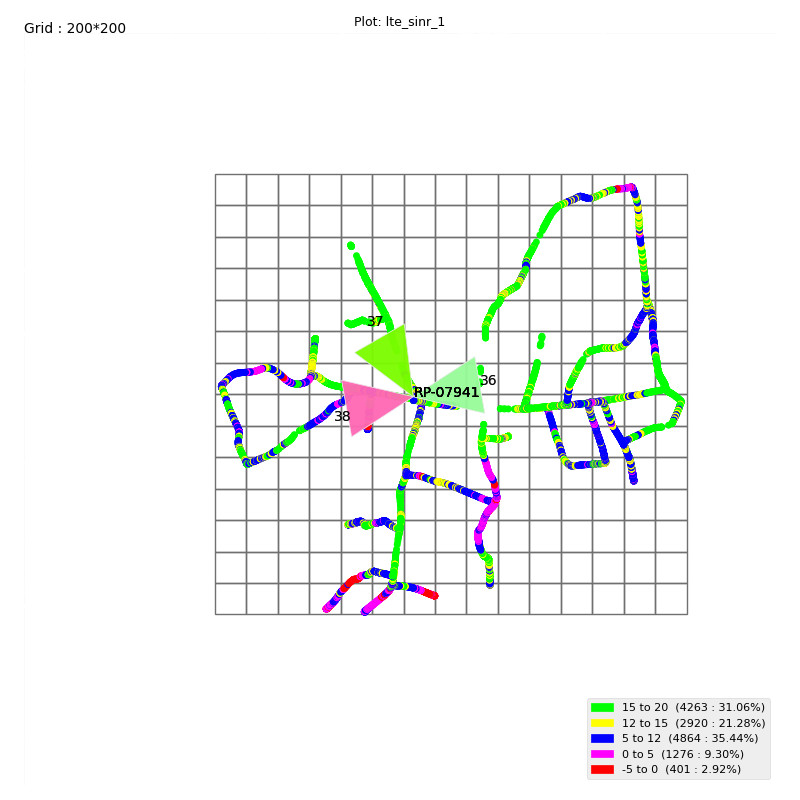 Plot: lte_sinr_1
Grid : 200*200
37
36
RP-07941
38
15 to 20 (4263 : 31.06%)
12 to 15 (2920 : 21.28%)
5 to 12 (4864 : 35.44%)
0 to 5 (1276 : 9.30%)
-5 to 0 (401 : 2.92%)